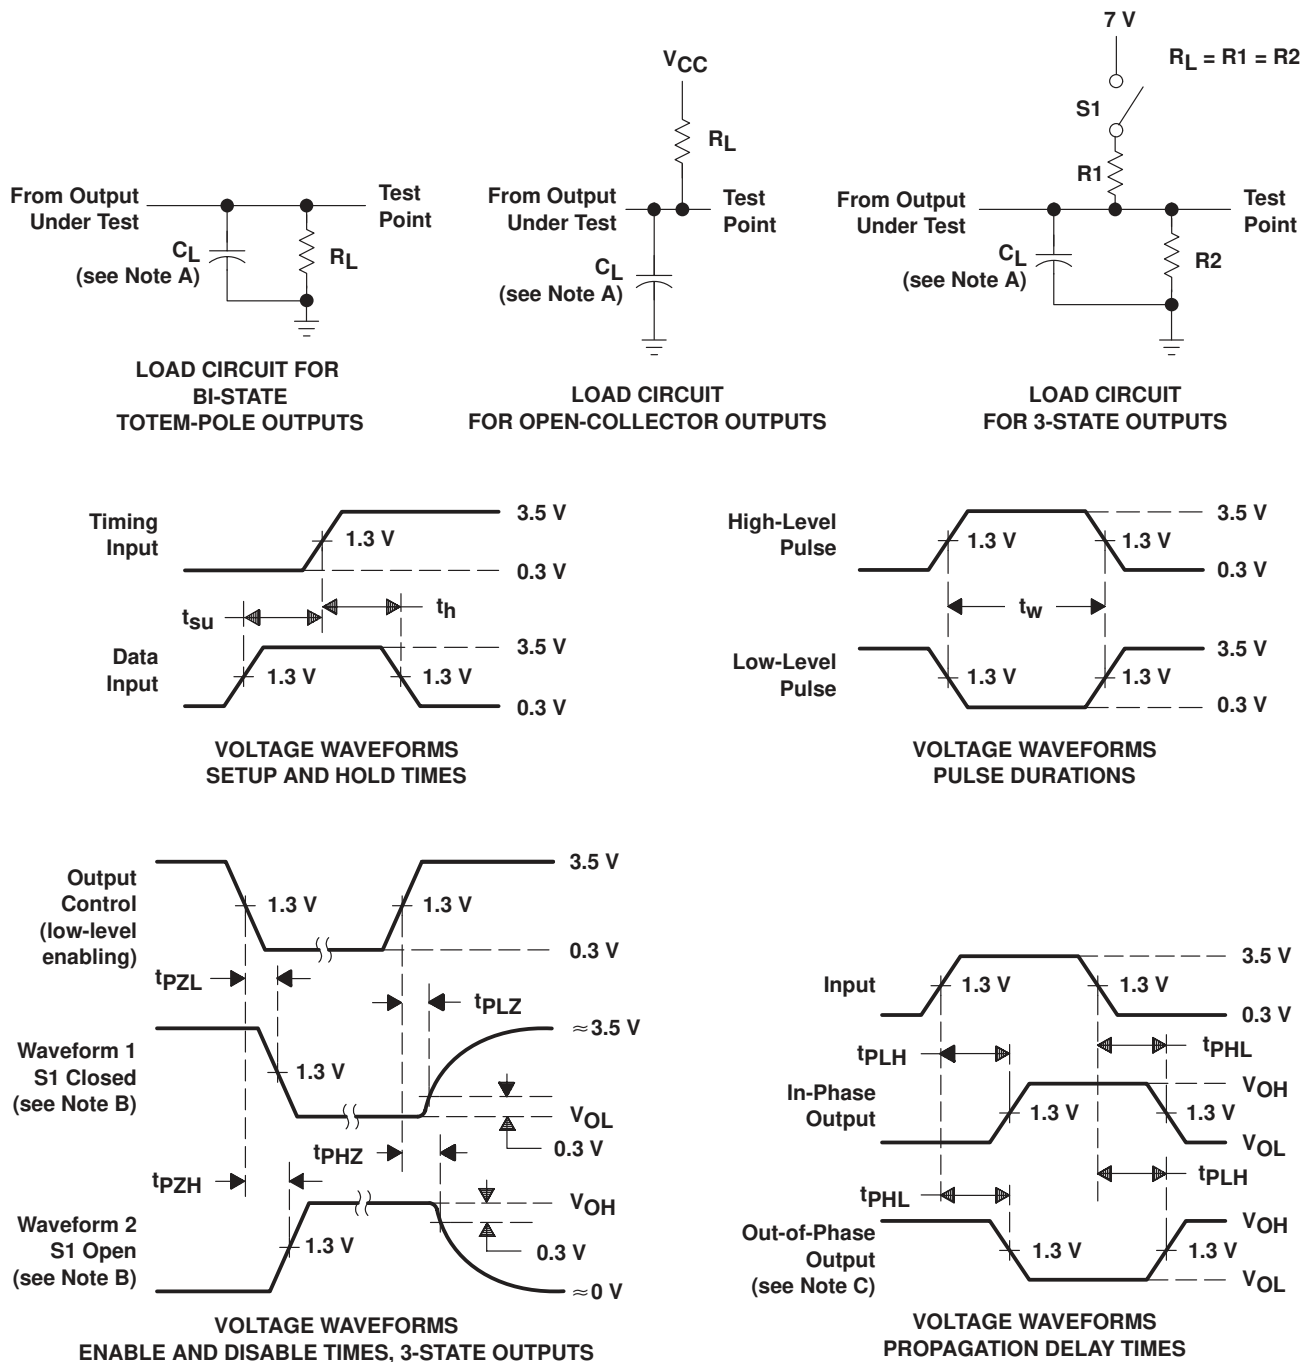 From Output
Under Test
Test
Point
CL
(see Note A)
RL
LOAD CIRCUIT FOR
BI-STATE
TOTEM-POLE OUTPUTS
VCC
RL
From Output
Under Test
Test
Point
CL
(see Note A)
LOAD CIRCUIT
FOR OPEN-COLLECTOR OUTPUTS
7 V
RL = R1 = R2
S1
R1
From Output
Under Test
Test
Point
CL
(see Note A)
R2
LOAD CIRCUIT
FOR 3-STATE OUTPUTS
Timing
Input
1.3 V
3.5 V
0.3 V
tsu
th
Data
Input
1.3 V
1.3 V
3.5 V
0.3 V
VOLTAGE WAVEFORMS
SETUP AND HOLD TIMES
High-Level
Pulse
1.3 V
1.3 V
3.5 V
0.3 V
tw
Low-Level
Pulse
1.3 V
1.3 V
3.5 V
0.3 V
VOLTAGE WAVEFORMS
PULSE DURATIONS
Output
Control
(low-level
enabling)
1.3 V
1.3 V
3.5 V
0.3 V
tPZL
tPLZ
Waveform 1
S1 Closed
(see Note B)
1.3 V
≈3.5 V
VOL
0.3 V
tPZH
tPHZ
Waveform 2
S1 Open
(see Note B)
1.3 V
VOH
0.3 V
≈0 V
VOLTAGE WAVEFORMS
ENABLE AND DISABLE TIMES, 3-STATE OUTPUTS
Input
1.3 V
1.3 V
3.5 V
0.3 V
tPLH
tPHL
In-Phase
Output
1.3 V
1.3 V
VOH
VOL
tPHL
tPLH
Out-of-Phase
Output
(see Note C)
1.3 V
1.3 V
VOH
VOL
VOLTAGE WAVEFORMS
PROPAGATION DELAY TIMES